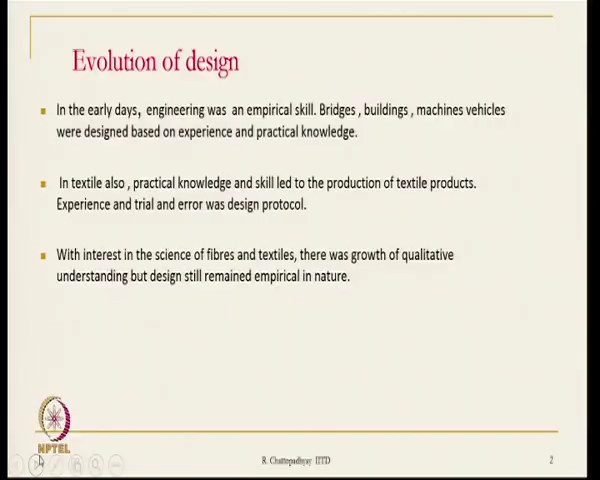 Evolution of design
In the early days, engineering was an empirical skill. Bridges , buildings , machines vehicles
were designed based on experience and practical knowledge.
In textile also , practical knowledge and skill led to the production of textile products.
Experience and trial and error was design protocol.
With interest in the science of fibres and textiles, there was growth of qualitative
understanding but design still remained empirical in nature.
NPTEL
R. Chattopadhyay IITD
2